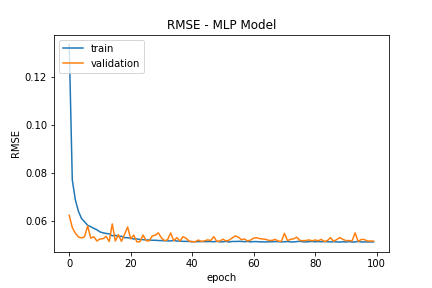 RMSE - MLP Model
train
validation
RMSE
0.12
0.10
0.08
0.06
0 20 40 60 80 100
epoch